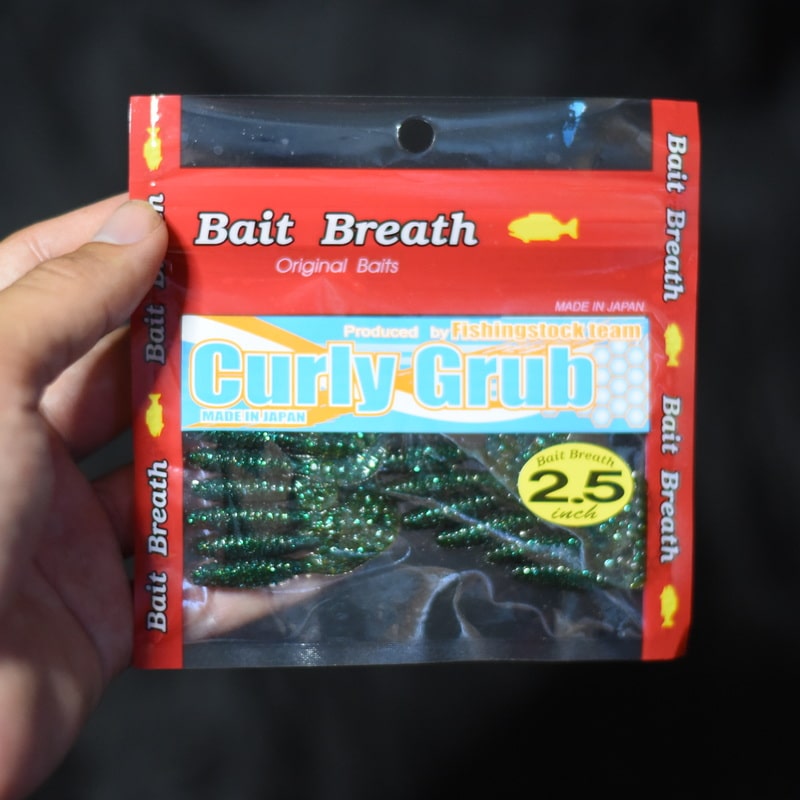 Bait Breath
Original Baits
MADE IN JAPAN
Produced by Fishingstock team
Curly Grub
MADE IN JAPAN
Bait Breath
2.5
inch
Bait Breath
Bait Breath
Bait Breath
Bait